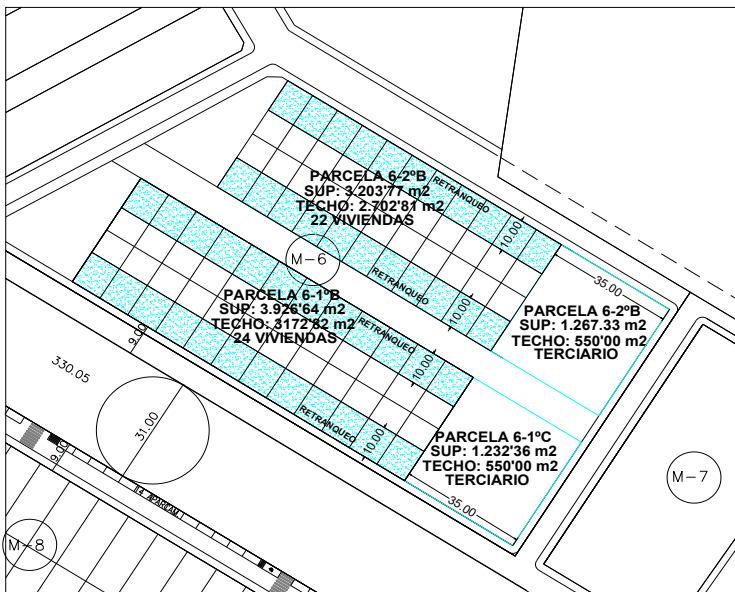 PARCELA 6-2ºB
SUP: 3.203'77 m2
TECHO: 2.702'81 m2
22 VIVIENDAS
RETRANQUEO
10.00
M-6
RETRANQUEO
10.00
35.00
PARCELA 6-2ºB
SUP: 1.267.33 m2
TECHO: 550'00 m2
TERCIARIO
PARCELA 6-1ºB
SUP: 3.926'64 m2
TECHO: 3172'82 m2
24 VIVIENDAS
RETRANQUEO
10.00
RETRANQUEO
10.00
9.00
330.05
31.00
PARCELA 6-1ºC
SUP: 1.232'36 m2
TECHO: 550'00 m2
TERCIARIO
35.00
M-7
9.00
14 APARCAM.
M-8